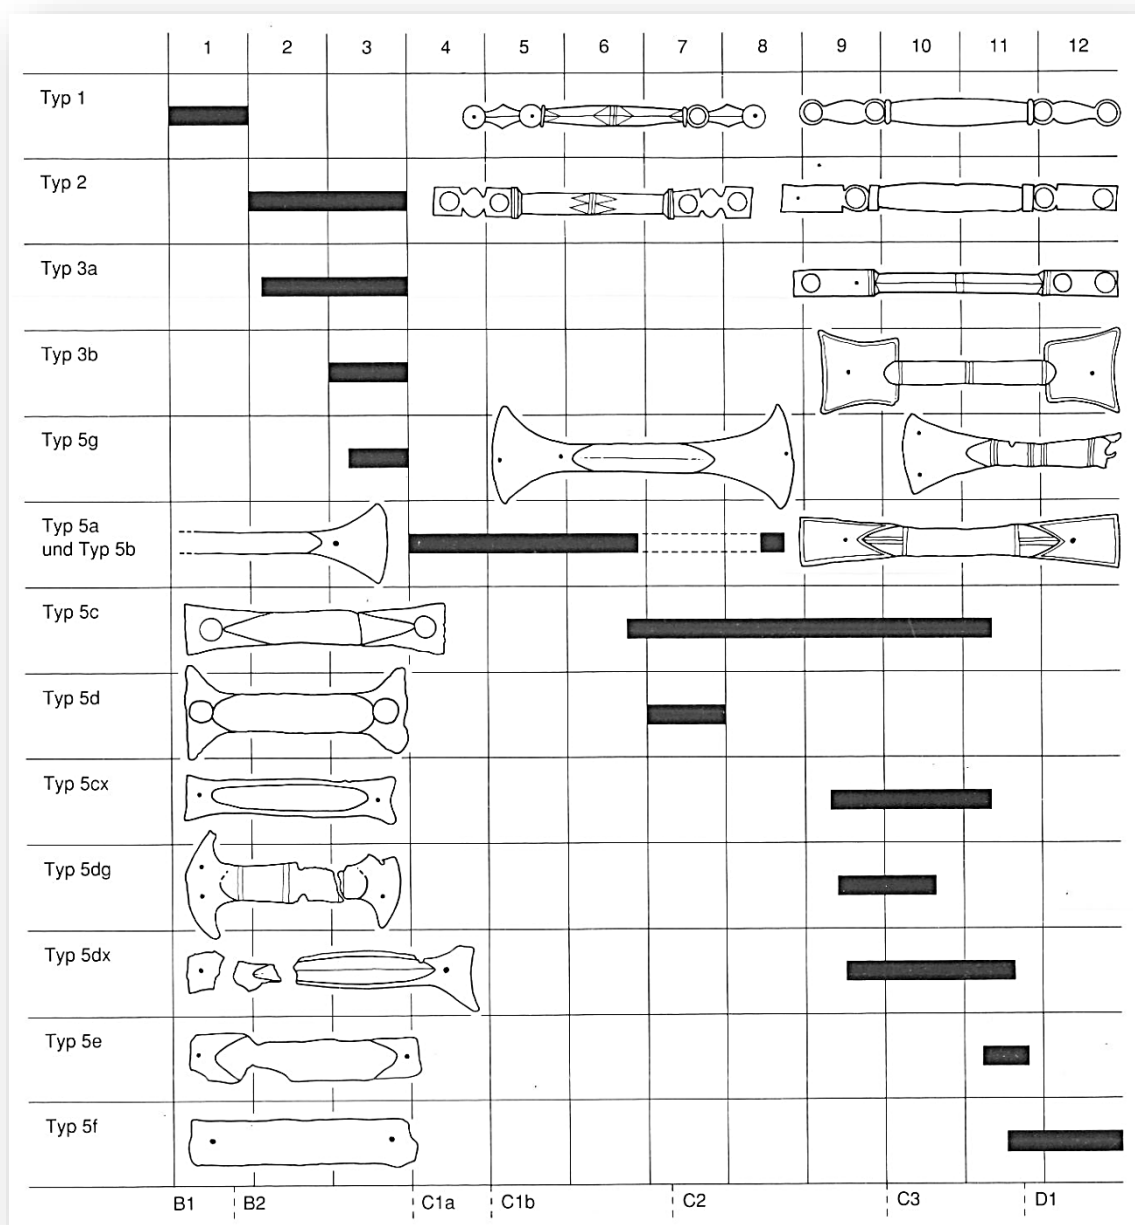 1 2 3 4 5 6 7 8 9 10 11 12
Typ 1
Typ 2
Typ 3a
Typ 3b
Typ 5g
Typ 5a
und Typ 5b
Typ 5c
Typ 5d
Typ 5cx
Typ 5dg
Typ 5dx
Typ 5e
Typ 5f
B1 B2 C1a C1b C2 C3 D1